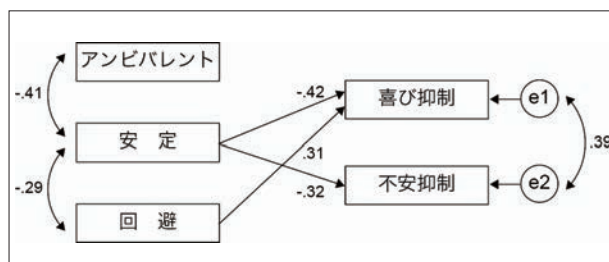 アンビバレント
-.41
安　定
-.29
回　避
-.42
.31
-.32
喜び抑制
e1
不安抑制
e2
.39